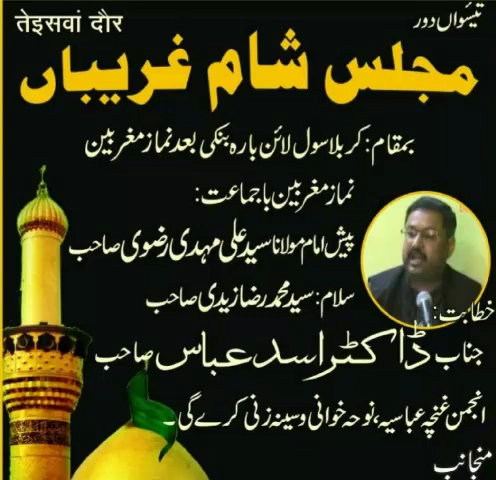 तेइसवां दौर
تیئسواں دور
مجلس شام غریباں
بمقام: کربلا سول لائن بارہ بنکی بعد نماز مغربین
نماز مغربین باجماعت:
پیش امام مولانا سید علی مہدی رضوی صاحب
سلام: سید محمد رضا زیدی صاحب
خطابت:
جناب ڈاکٹر اسد عباس صاحب
انجمن غنچہ عباسیہ، نوحہ خوانی و سینہ زنی کرے گی۔
منجانب